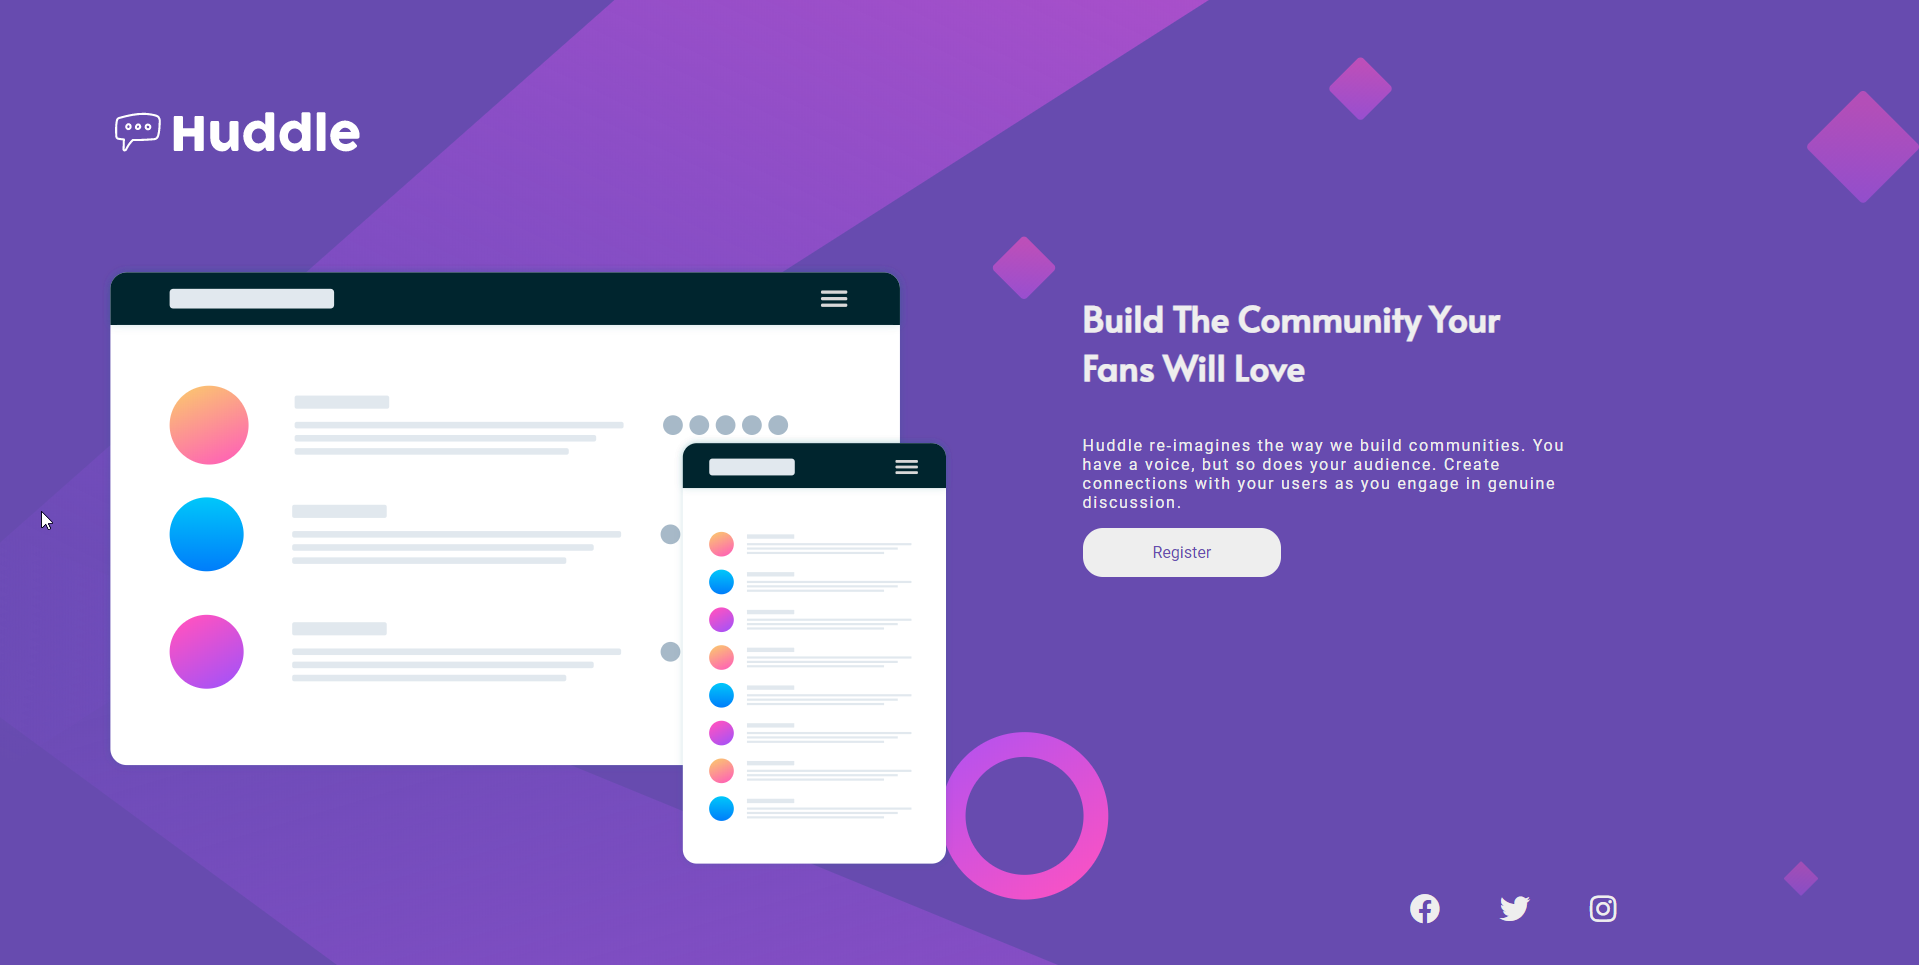 Huddle
Build The Community Your
Fans Will Love
Huddle re-imagines the way we build communities. You
have a voice, but so does your audience. Create
connections with your users as you engage in genuine
discussion.
Register